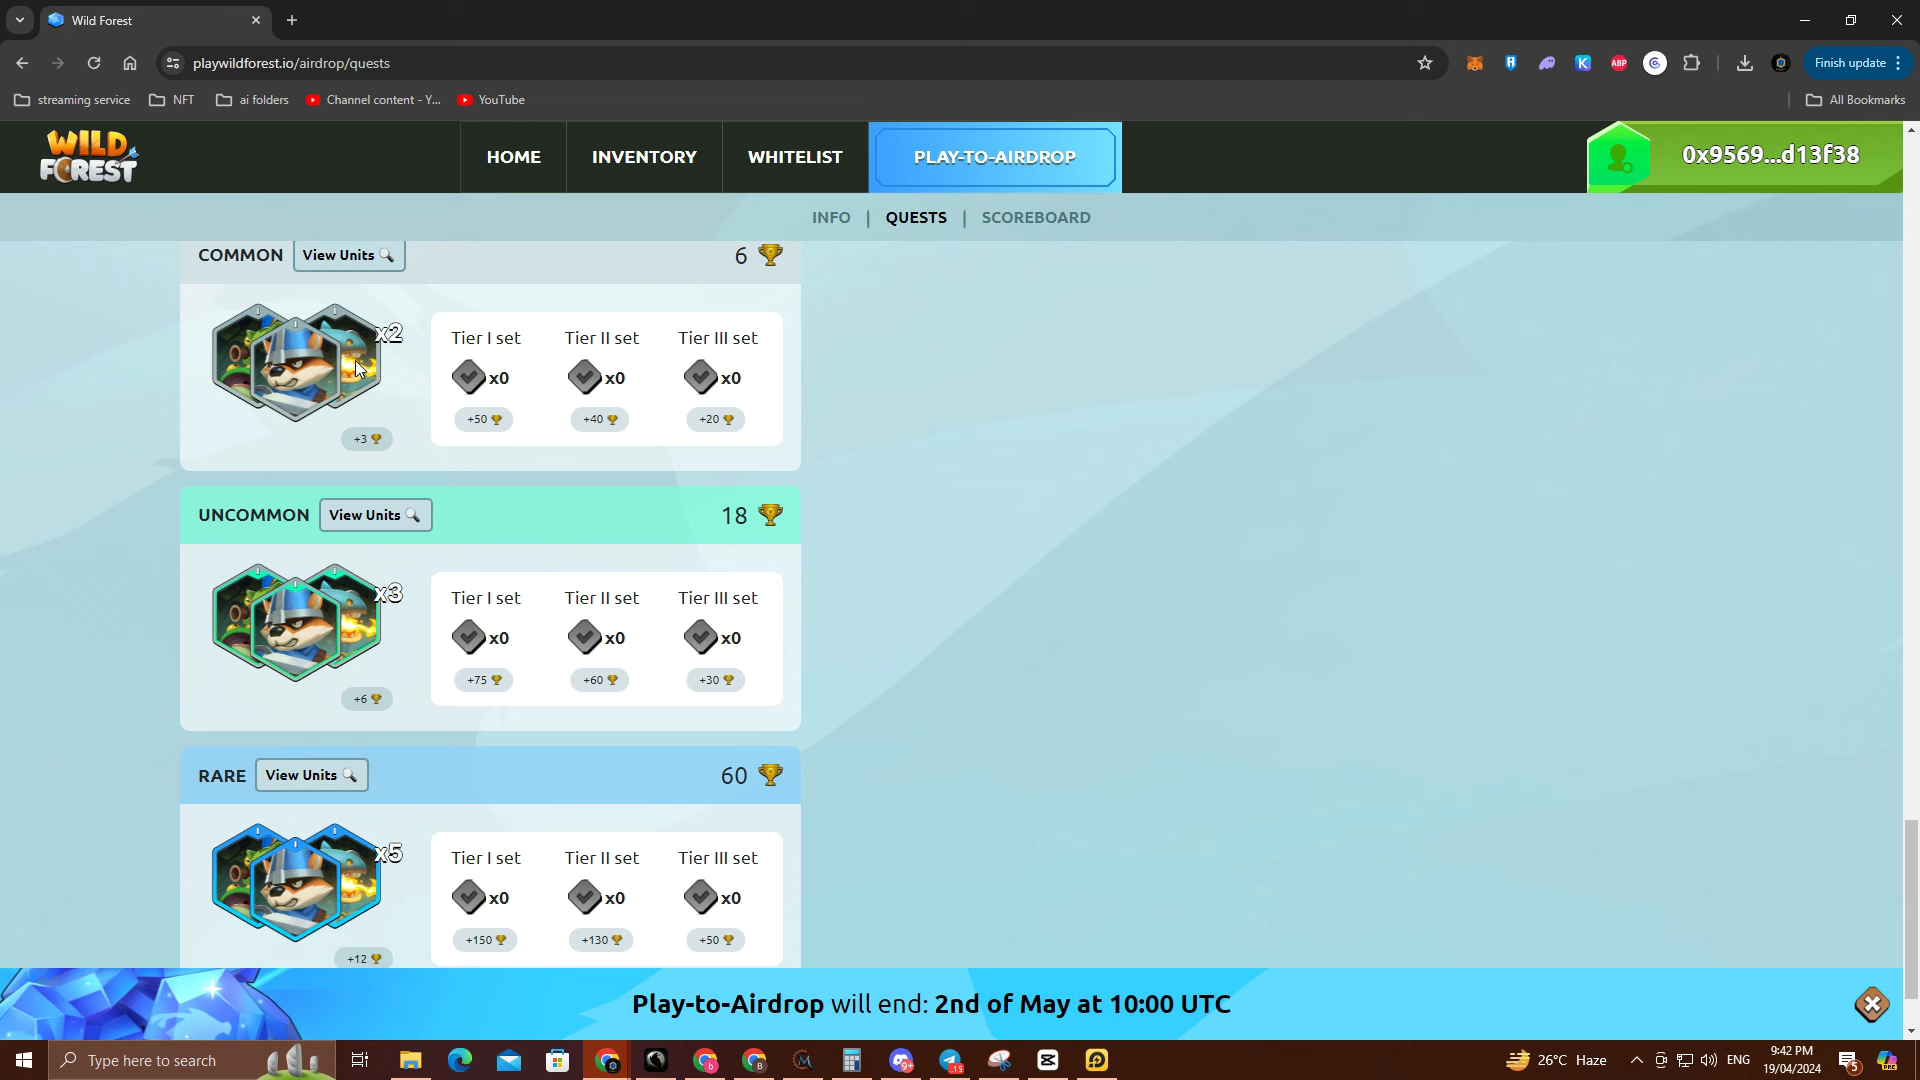 Wild Forest
playwildforest.io/airdrop/quests
Finish update
streaming service
NFT
ai folders
Channel content - Y...
YouTube
All Bookmarks
WILD
FOREST
HOME
INVENTORY
WHITELIST
PLAY-TO-AIRDROP
0x9569...d13f38
INFO | QUESTS | SCOREBOARD
COMMON
View Units
6
x2
+3
Tier I set
Tier II set
Tier III set
x0
x0
x0
+50
+40
+20
UNCOMMON
View Units
18
x3
+6
Tier I set
Tier II set
Tier III set
x0
x0
x0
+75
+60
+30
RARE
View Units
60
x5
+12
Tier I set
Tier II set
Tier III set
x0
x0
x0
+150
+130
+50
Play-to-Airdrop will end: 2nd of May at 10:00 UTC
Type here to search
26°C Haze
ENG
9:42 PM
19/04/2024
5